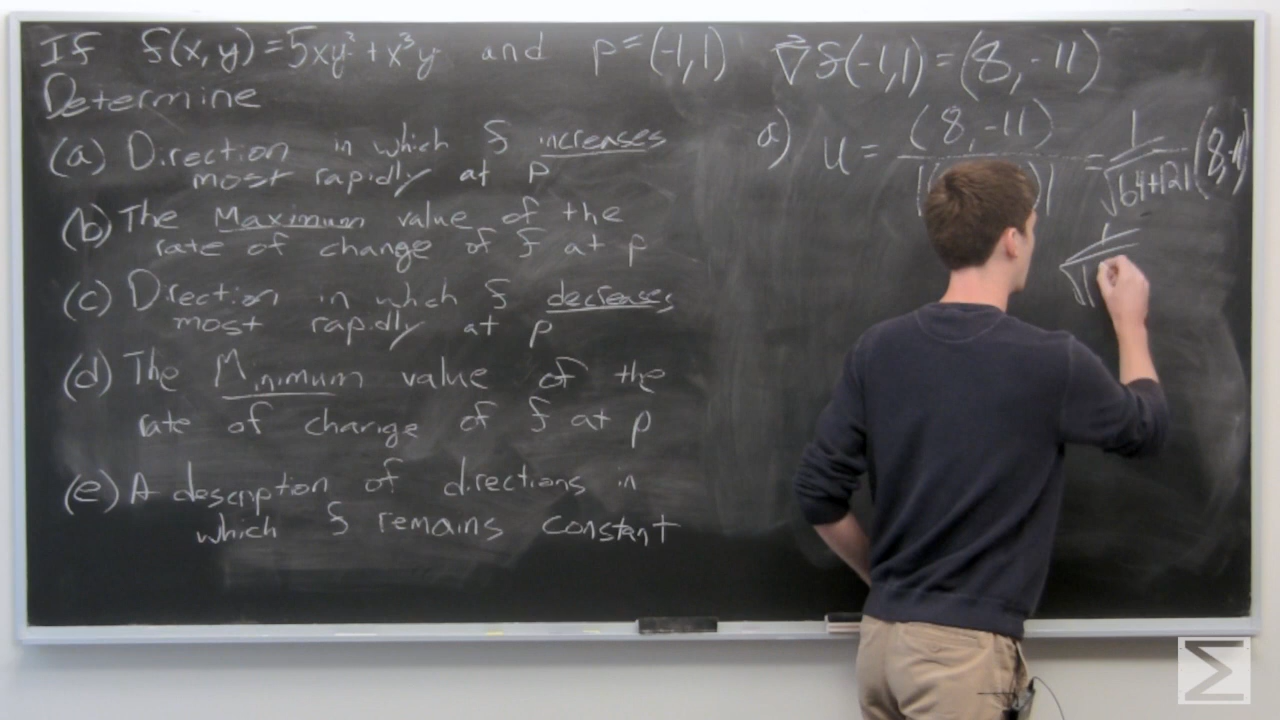 If f(x,y)=5xy²+x³y and p=(-1,1)
Determine
(a) Direction in which f increases
most rapidly at p
(b) The Maximum value of the
rate of change of f at p
(c) Direction in which f decreases
most rapidly at p
(d) The Minimum value of the
rate of change of f at p
(e) A description of directions in
which f remains constant
∇f(-1,1)=(8,-11)
a) u = (8,-11)
= 1/√64+121 (8,-11)
Σ